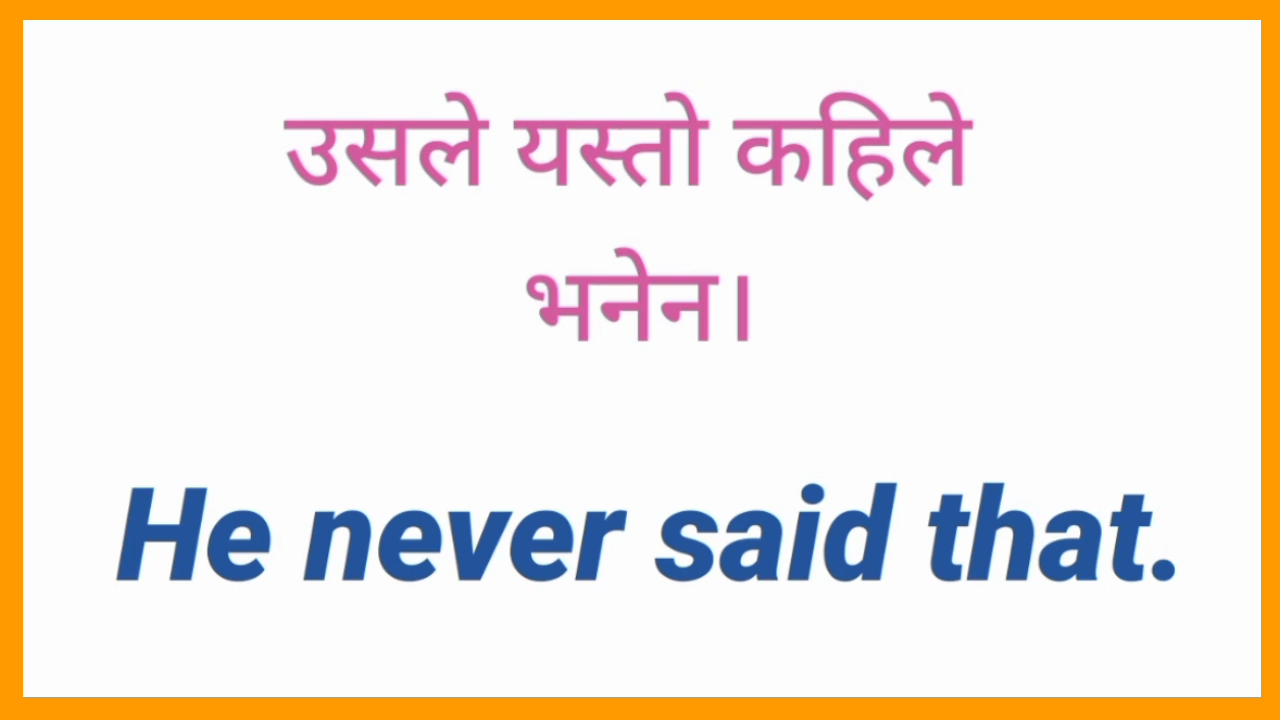 उसले यस्तो कहिले
भनेन।
He never said that.